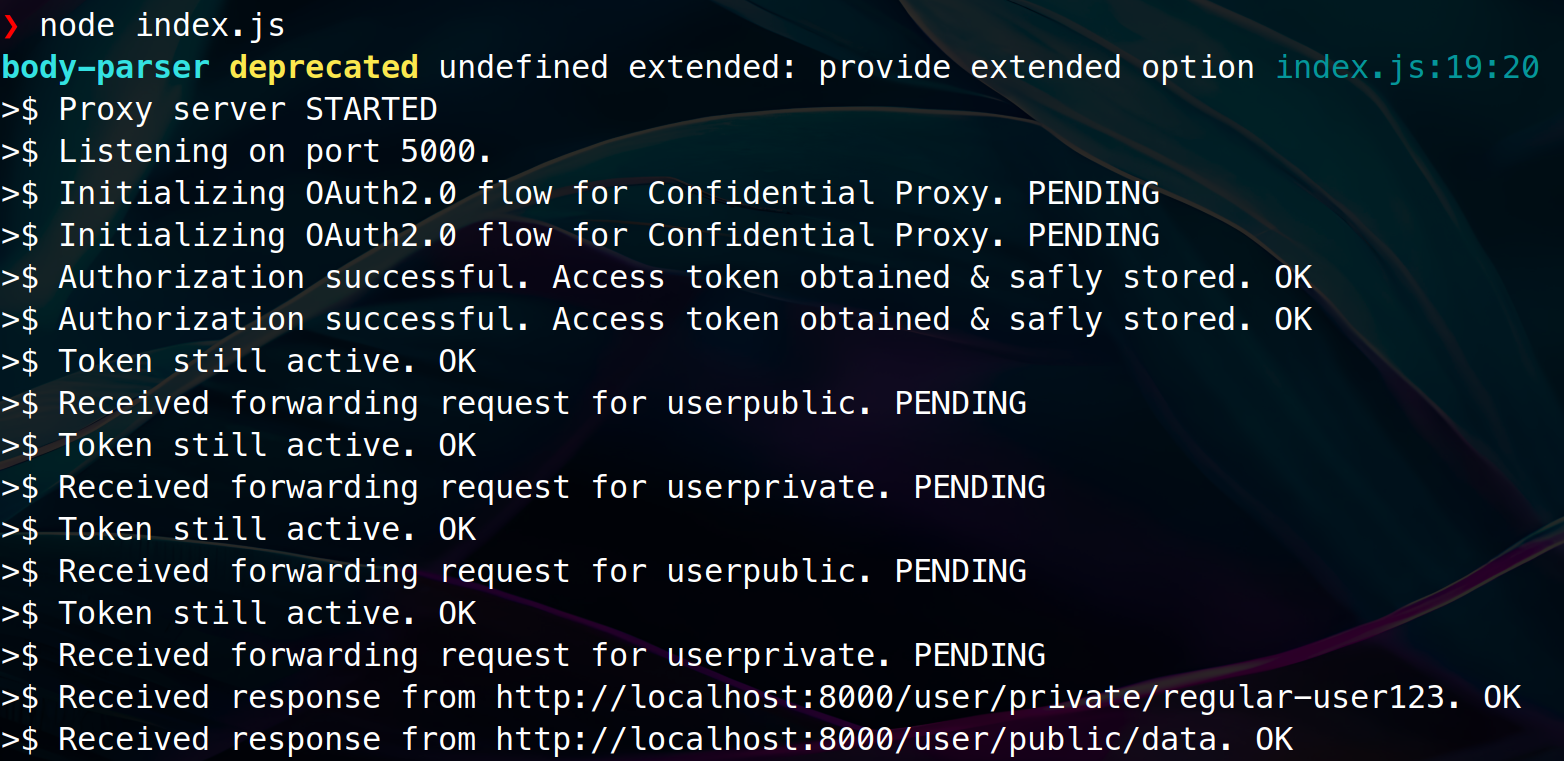 ❯ node index.js
body-parser deprecated undefined extended: provide extended option index.js:19:20
>$ Proxy server STARTED
>$ Listening on port 5000.
>$ Initializing OAuth2.0 flow for Confidential Proxy. PENDING
>$ Initializing OAuth2.0 flow for Confidential Proxy. PENDING
>$ Authorization successful. Access token obtained & safly stored. OK
>$ Authorization successful. Access token obtained & safly stored. OK
>$ Token still active. OK
>$ Received forwarding request for userpublic. PENDING
>$ Token still active. OK
>$ Received forwarding request for userprivate. PENDING
>$ Token still active. OK
>$ Received forwarding request for userpublic. PENDING
>$ Token still active. OK
>$ Received forwarding request for userprivate. PENDING
>$ Received response from http://localhost:8000/user/private/regular-user123. OK
>$ Received response from http://localhost:8000/user/public/data. OK